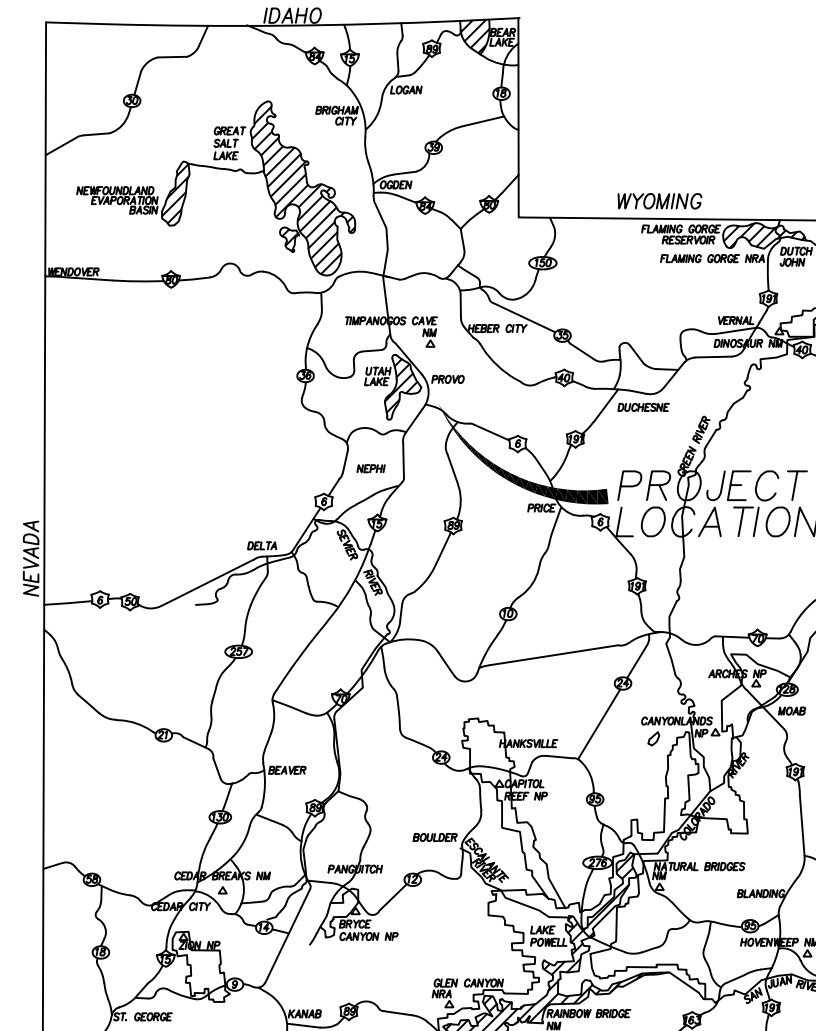 IDAHO
BEAR
LAKE
84
15
89
30
LOGAN
18
BRIGHAM
CITY
GREAT
SALT
LAKE
39
OGDEN
NEWFOUNDLAND
EVAPORATION
BASIN
84
80
WYOMING
FLAMING GORGE
RESERVOIR
FLAMING GORGE NRA
DUTCH
JOHN
150
WENDOVER
80
191
TIMPANOGOS CAVE
NM
HEBER CITY
35
VERNAL
DINOSAUR NM
40
36
UTAH
LAKE
PROVO
40
DUCHESNE
GREEN RIVER
6
191
NEPHI
PROJECT
LOCATION
6
PRICE
6
15
89
NEVADA
DELTA
SEVIER RIVER
6
50
191
10
257
70
70
24
ARCHES NP
128
MOAB
21
CANYONLANDS
NP
HANKSVILLE
24
BEAVER
CAPITOL
REEF NP
RIVER
191
95
89
130
COLORADO
BOULDER
ESCALANTE
RIVER
276
NATURAL BRIDGES
NM
58
CEDAR BREAKS NM
PANGUITCH
12
BLANDING
CEDAR CITY
14
BRYCE
CANYON NP
95
LAKE
POWELL
HOVENWEEP NM
18
ZION NP
15
9
GLEN CANYON
NRA
SAN JUAN RIVE
ST. GEORGE
KANAB
89
RAINBOW BRIDGE
NM
163
191